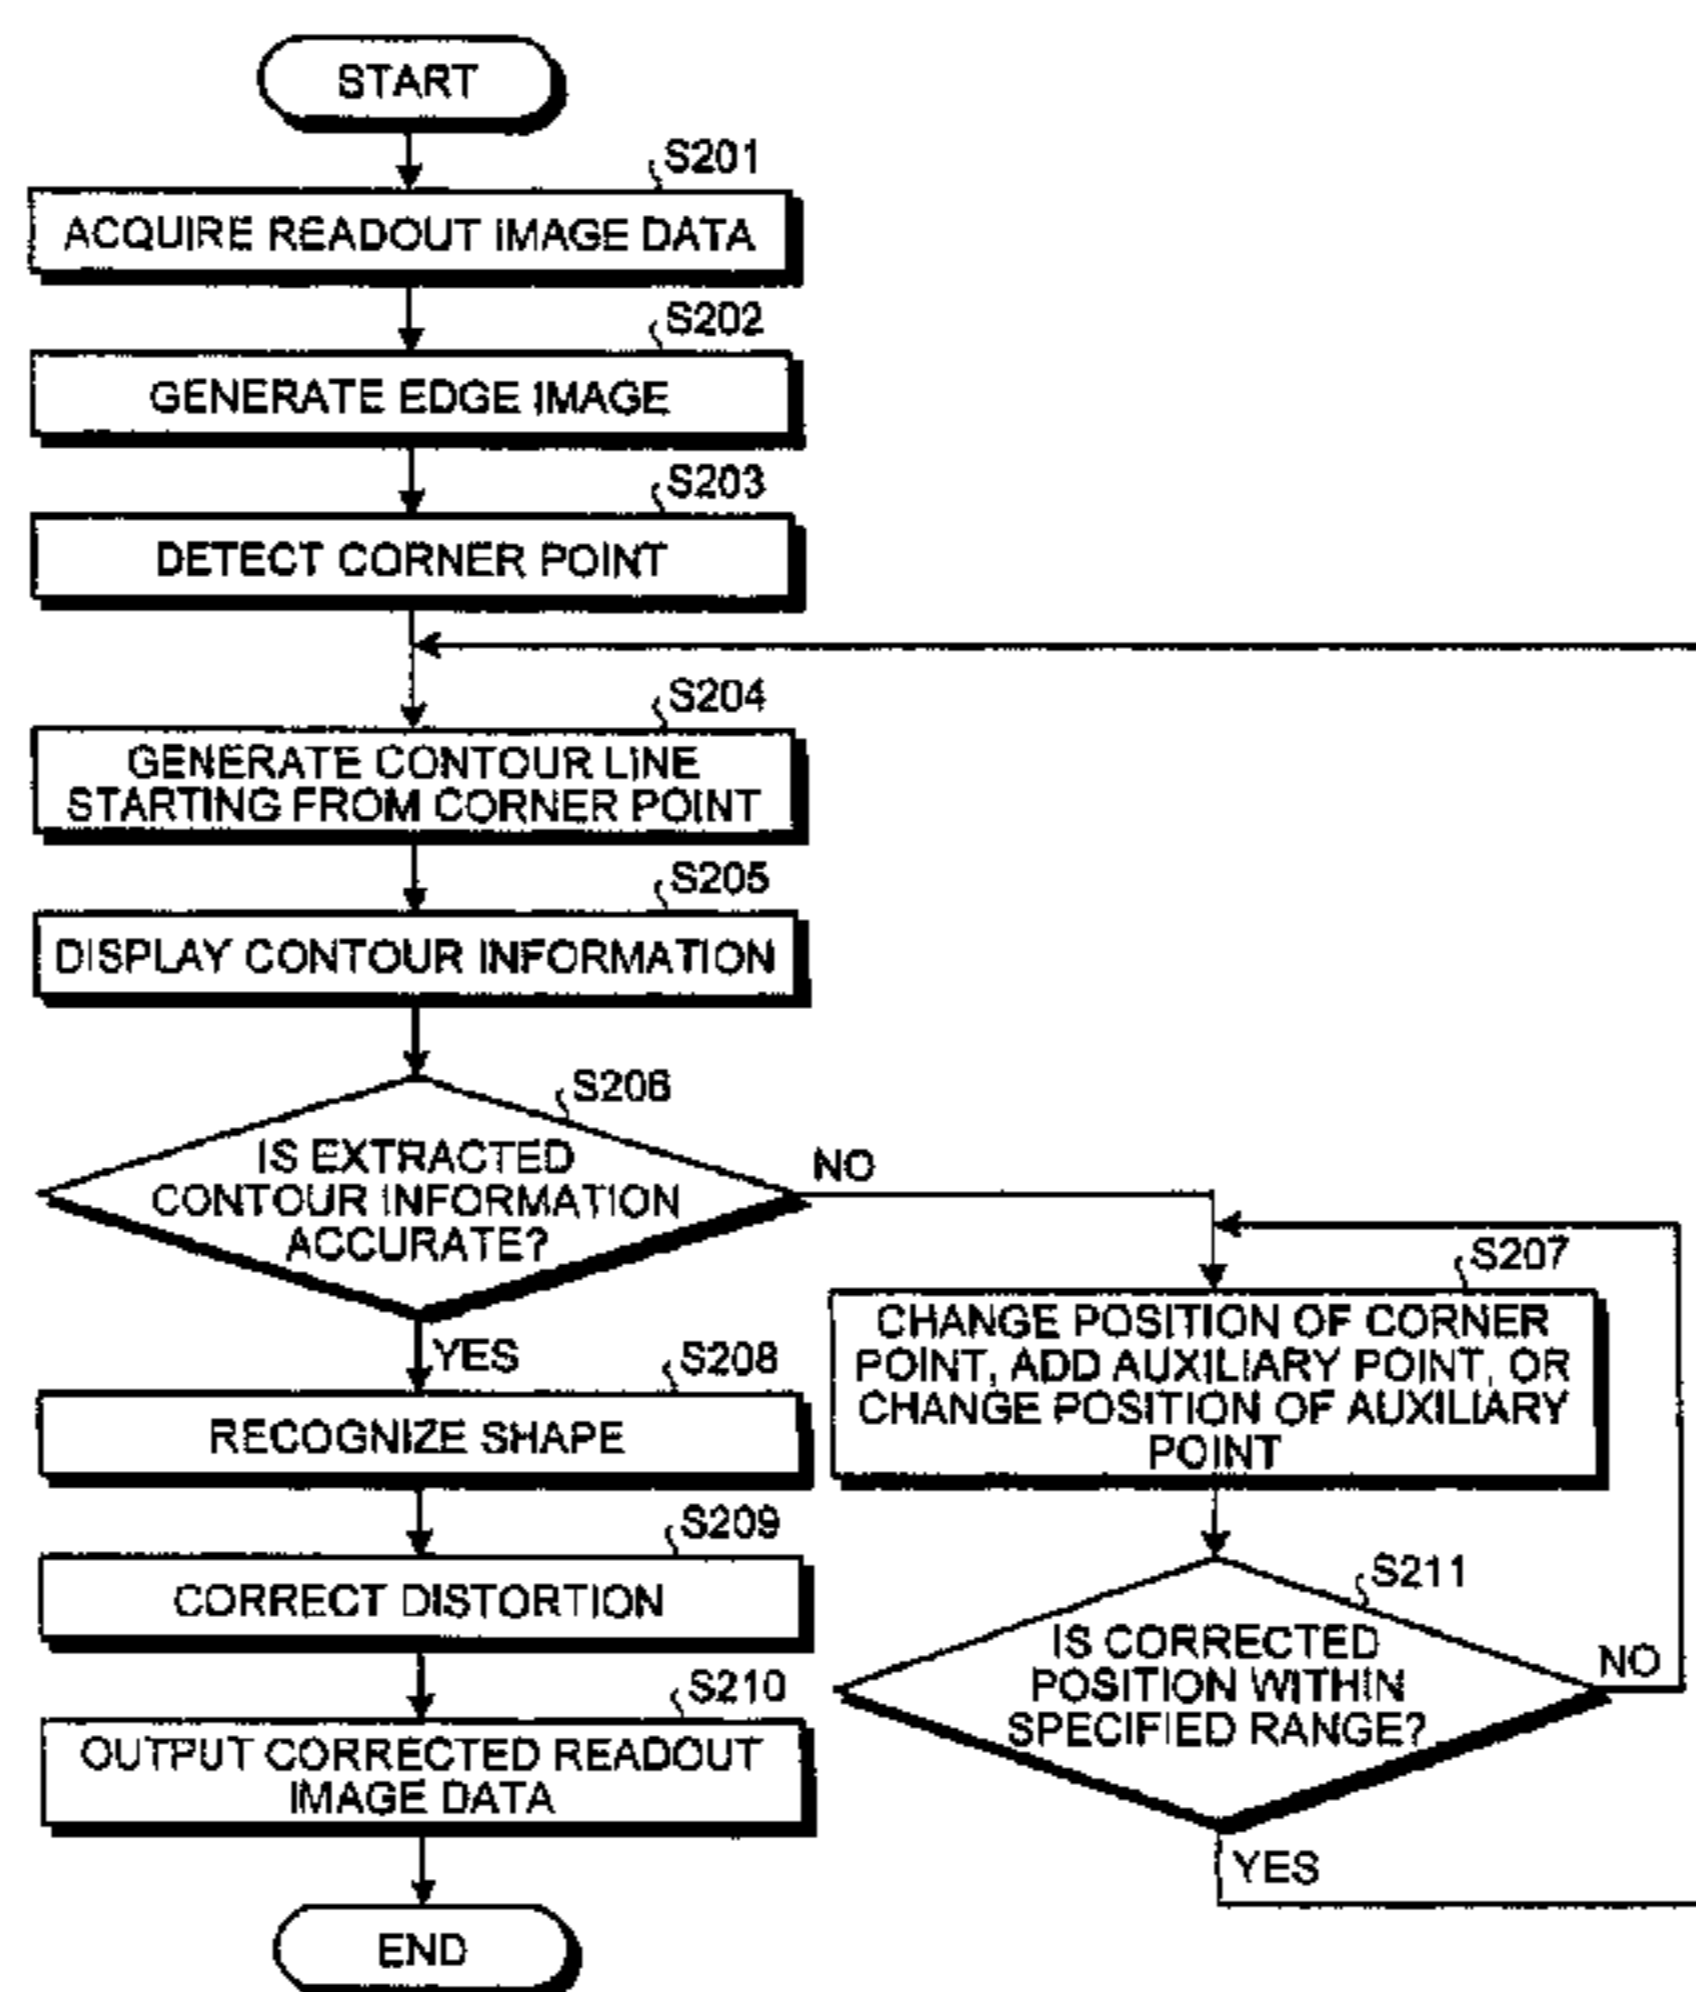 START
S201
ACQUIRE READOUT IMAGE DATA
S202
GENERATE EDGE IMAGE
S203
DETECT CORNER POINT
S204
GENERATE CONTOUR LINE
STARTING FROM CORNER POINT
S205
DISPLAY CONTOUR INFORMATION
S206
IS EXTRACTED
CONTOUR INFORMATION
ACCURATE?
NO
YES
S207
CHANGE POSITION OF CORNER
POINT, ADD AUXILIARY POINT, OR
CHANGE POSITION OF AUXILIARY
POINT
S208
RECOGNIZE SHAPE
S209
CORRECT DISTORTION
S211
IS CORRECTED
POSITION WITHIN
SPECIFIED RANGE?
NO
YES
S210
OUTPUT CORRECTED READOUT
IMAGE DATA
END